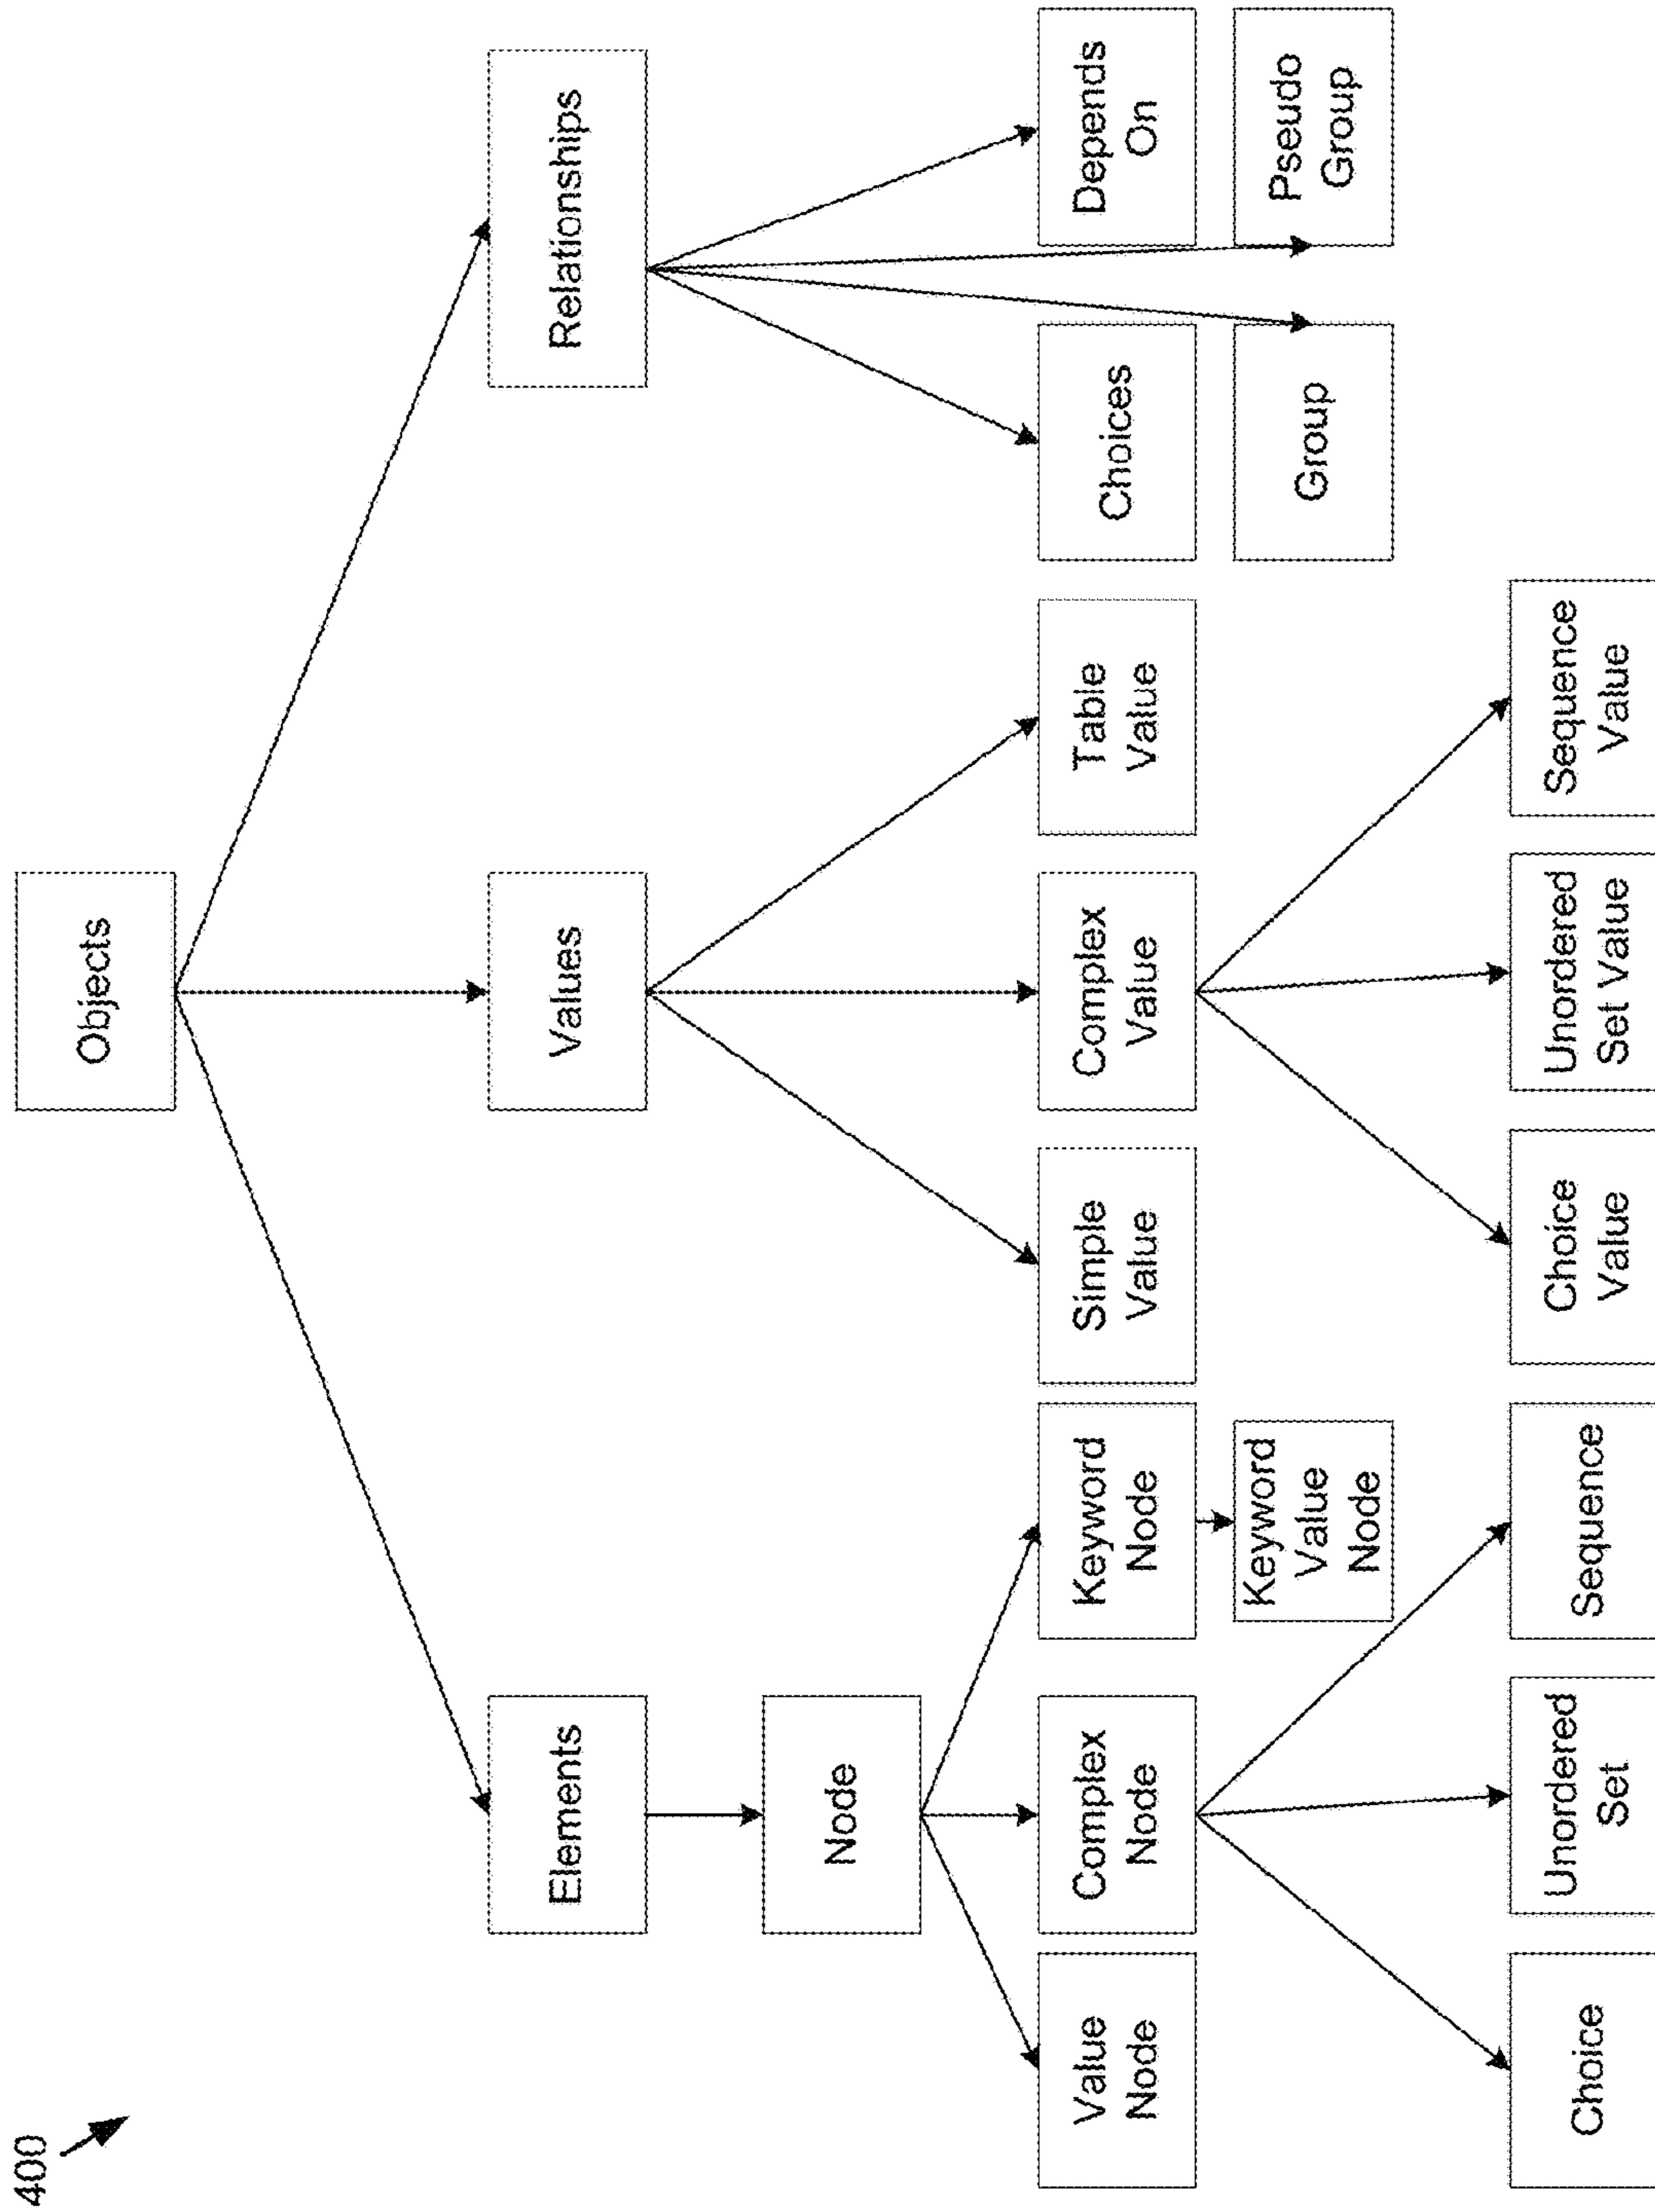 400
Objects
Elements
Values
Relationships
Node
Value
Node
Complex
Node
Keyword
Node
Simple
Value
Complex
Value
Table
Value
Choices
Depends
On
Keyword
Value
Node
Group
Pseudo
Group
Choice
Unordered
Set
Sequence
Choice
Value
Unordered
Set Value
Sequence
Value